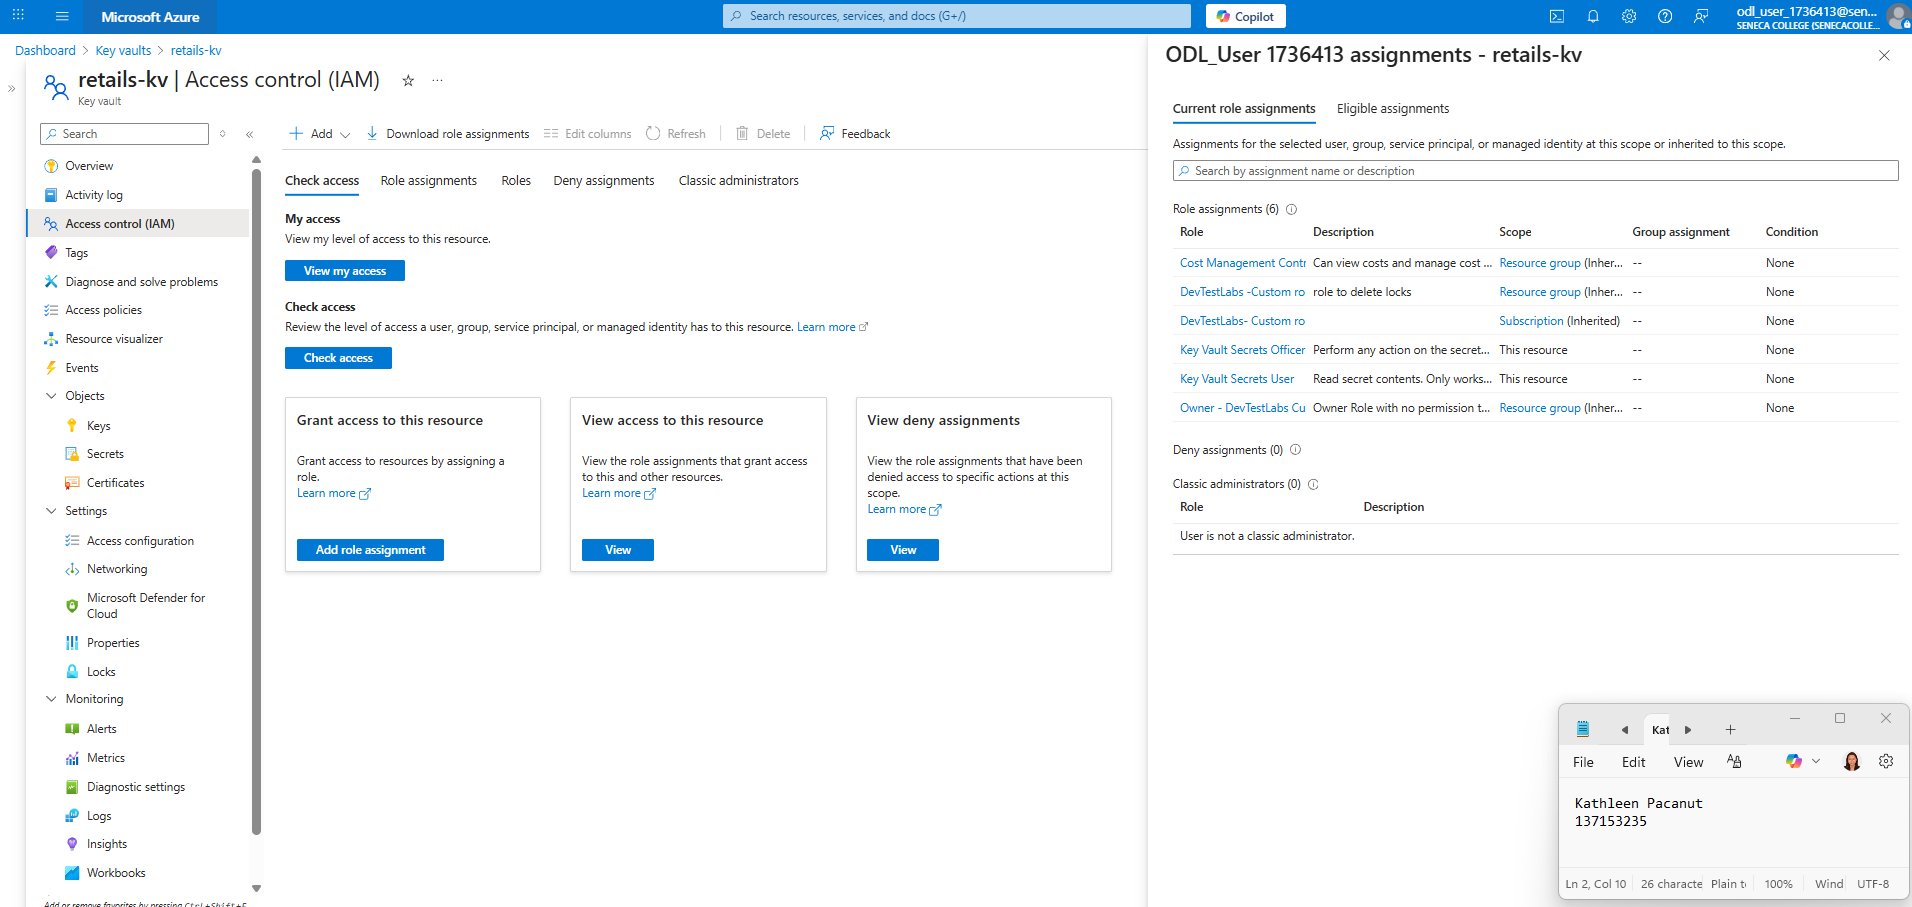 Microsoft Azure
Search resources, services, and docs (G+/)
Copilot
odl_user_1736413@sen...
SENECA COLLEGE (SENECACOLLE...
Dashboard > Key vaults > retails-kv
retails-kv | Access control (IAM)
Key vault
Search
Overview
Activity log
Access control (IAM)
Tags
Diagnose and solve problems
Access policies
Resource visualizer
Events
Objects
Keys
Secrets
Certificates
Settings
Access configuration
Networking
Microsoft Defender for
Cloud
Properties
Locks
Monitoring
Alerts
Metrics
Diagnostic settings
Logs
Insights
Workbooks
Add or remove favorites by pressing Ctrl+Shift+F
Add
Download role assignments
Edit columns
Refresh
Delete
Feedback
Check access
Role assignments
Roles
Deny assignments
Classic administrators
My access
View my level of access to this resource.
View my access
Check access
Review the level of access a user, group, service principal, or managed identity has to this resource. Learn more
Check access
Grant access to this resource
Grant access to resources by assigning a
role.
Learn more
Add role assignment
View access to this resource
View the role assignments that grant access
to this and other resources.
Learn more
View
View deny assignments
View the role assignments that have been
denied access to specific actions at this
scope.
Learn more
View
ODL_User 1736413 assignments - retails-kv
Current role assignments
Eligible assignments
Assignments for the selected user, group, service principal, or managed identity at this scope or inherited to this scope.
Search by assignment name or description
Role assignments (6)
Role Description Scope Group assignment Condition
Cost Management Contr Can view costs and manage cost ... Resource group (Inher... -- None
DevTestLabs -Custom ro role to delete locks Resource group (Inher... -- None
DevTestLabs- Custom ro Subscription (Inherited) -- None
Key Vault Secrets Officer Perform any action on the secret... This resource -- None
Key Vault Secrets User Read secret contents. Only works... This resource -- None
Owner - DevTestLabs Cu Owner Role with no permission t... Resource group (Inher... -- None
Deny assignments (0)
Classic administrators (0)
Role Description
User is not a classic administrator.
Kat
File Edit View
Kathleen Pacanut
137153235
Ln 2, Col 10 26 characte Plain t 100% Wind UTF-8